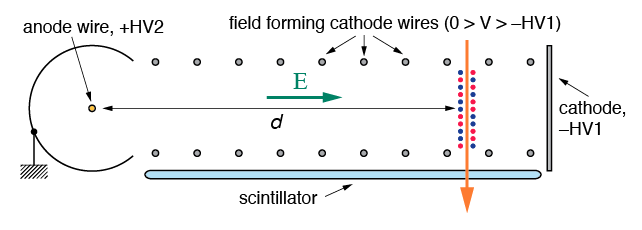 anode wire, +HV2
field forming cathode wires (0 > V > –HV1)
E
d
cathode,
–HV1
scintillator